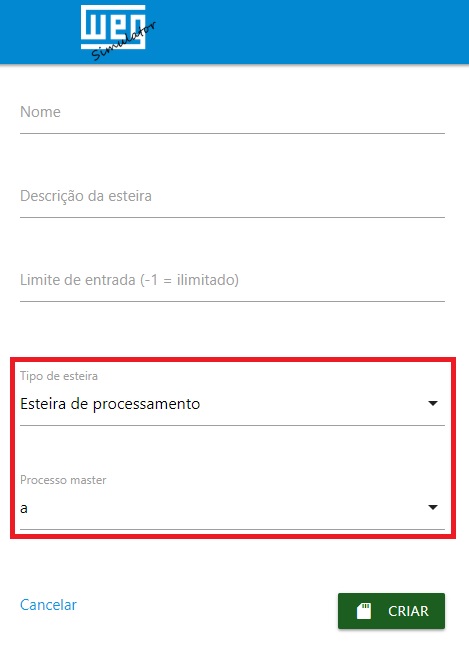 weg
Simulator
Nome
Descrição da esteira
Limite de entrada (-1 = ilimitado)
Tipo de esteira
Esteira de processamento
Processo master
a
Cancelar
CRIAR